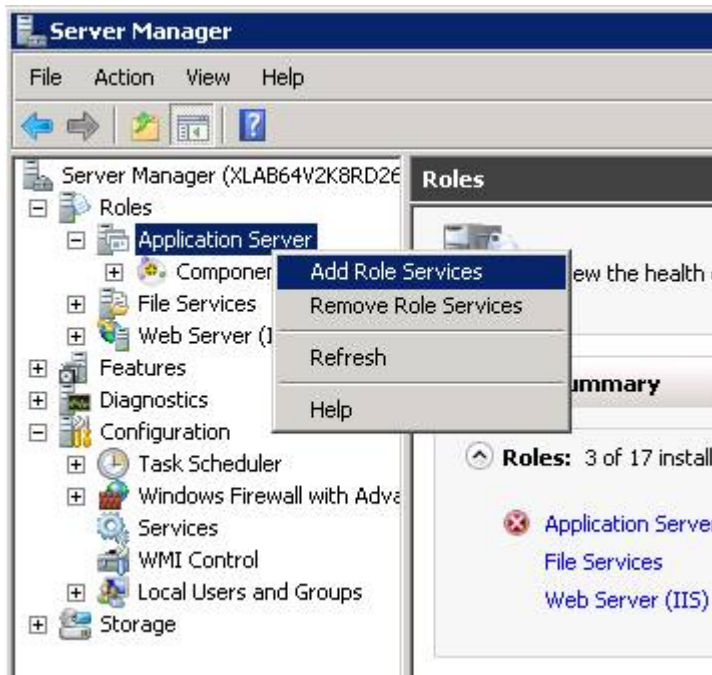 Server Manager
File Action View Help
Server Manager (XLAB64V2K8RD26
Roles
Roles
Application Server
Add Role Services
Componer
ew the health
File Services
Remove Role Services
Web Server (I
Refresh
Features
ummary
Diagnostics
Help
Configuration
Roles: 3 of 17 install
Task Scheduler
Windows Firewall with Adva
Application Server
Services
WMI Control
File Services
Local Users and Groups
Web Server (IIS)
Storage